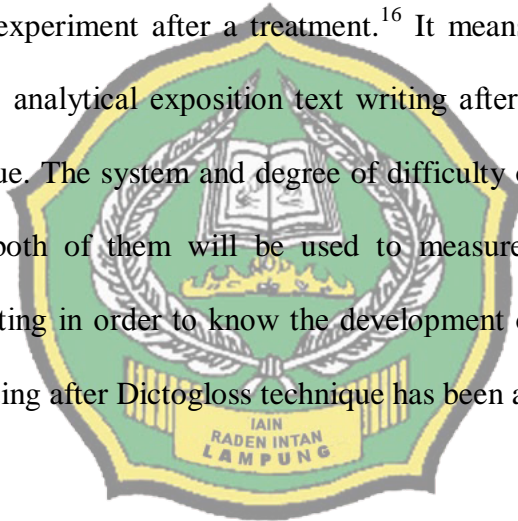 experiment after a treatment.16 It means
analytical exposition text writing after
ue. The system and degree of difficulty
both of them will be used to measure
ting in order to know the development
ing after Dictogloss technique has been a
IAIN
RADEN INTAN
LAMPUNG